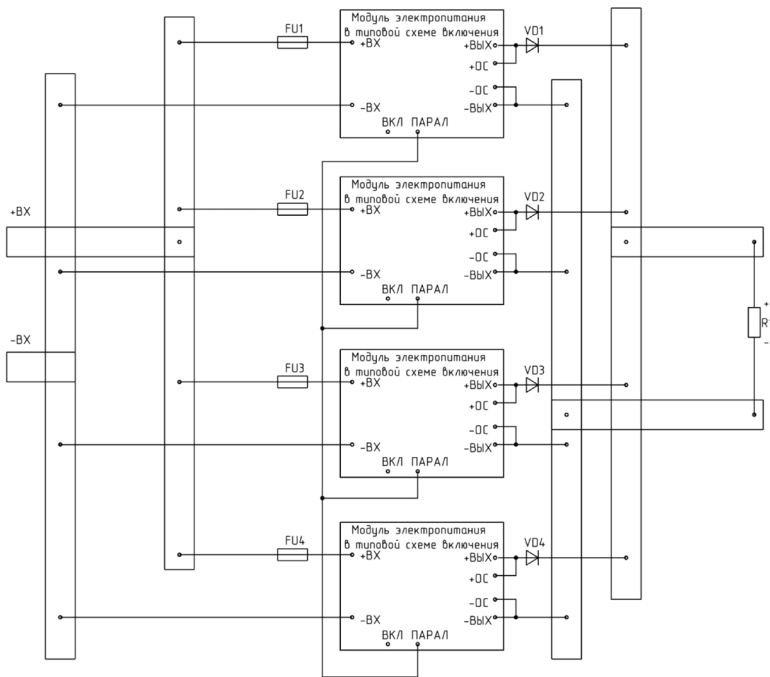 FU1
Модуль электропитания
в типовой схеме включения
+ВХ
+ВЫХ
VD1
+ОС
-ОС
-ВХ
-ВЫХ
ВКЛ ПАРАЛ
FU2
Модуль электропитания
в типовой схеме включения
+ВХ
+ВЫХ
VD2
+ОС
-ОС
-ВХ
-ВЫХ
ВКЛ ПАРАЛ
+ВХ
-ВХ
+
R
-
FU3
Модуль электропитания
в типовой схеме включения
+ВХ
+ВЫХ
VD3
+ОС
-ОС
-ВХ
-ВЫХ
ВКЛ ПАРАЛ
FU4
Модуль электропитания
в типовой схеме включения
+ВХ
+ВЫХ
VD4
+ОС
-ОС
-ВХ
-ВЫХ
ВКЛ ПАРАЛ